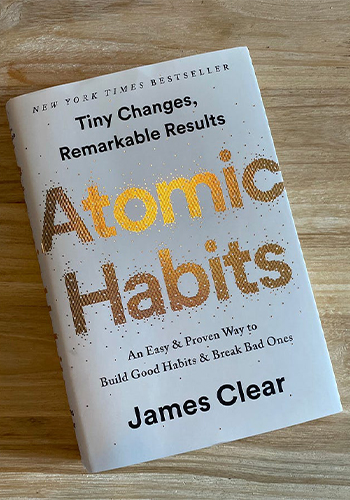 NEW YORK TIMES BESTSELLER
Tiny Changes,
Remarkable Results
Atomic
Habits
An Easy & Proven Way to
Build Good Habits & Break Bad Ones
James Clear